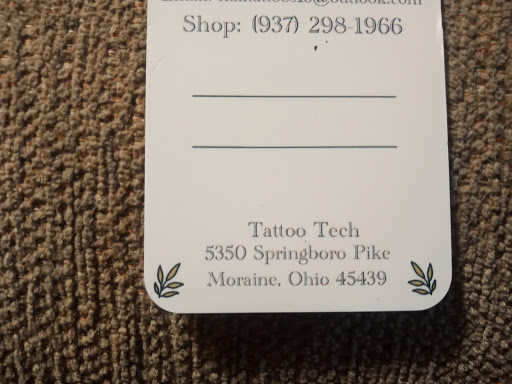 Shop: (937) 298-1966
Tattoo Tech
5350 Springboro Pike
Moraine, Ohio 45439